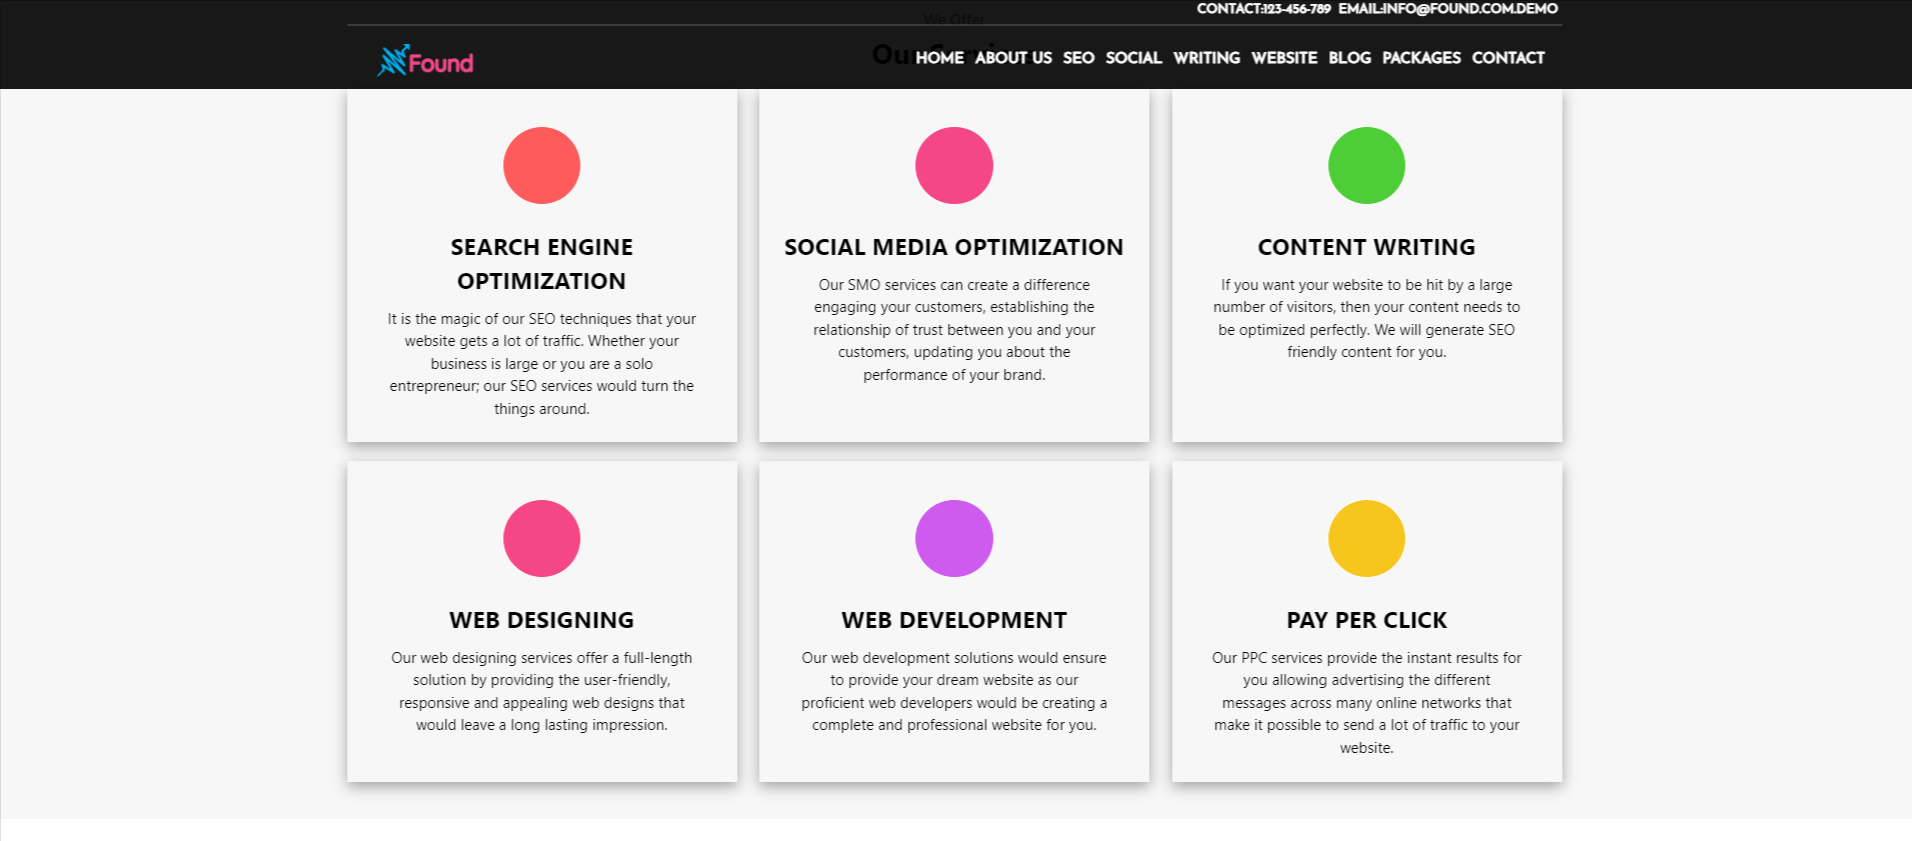 CONTACT:123-456-789 EMAIL:INFO@FOUND.COM.DEMO
We Offer
Found
Our Services
HOME ABOUT US SEO SOCIAL WRITING WEBSITE BLOG PACKAGES CONTACT
SEARCH ENGINE
OPTIMIZATION
It is the magic of our SEO techniques that your
website gets a lot of traffic. Whether your
business is large or you are a solo
entrepreneur; our SEO services would turn the
things around.
SOCIAL MEDIA OPTIMIZATION
Our SMO services can create a difference
engaging your customers, establishing the
relationship of trust between you and your
customers, updating you about the
performance of your brand.
CONTENT WRITING
If you want your website to be hit by a large
number of visitors, then your content needs to
be optimized perfectly. We will generate SEO
friendly content for you.
WEB DESIGNING
Our web designing services offer a full-length
solution by providing the user-friendly,
responsive and appealing web designs that
would leave a long lasting impression.
WEB DEVELOPMENT
Our web development solutions would ensure
to provide your dream website as our
proficient web developers would be creating a
complete and professional website for you.
PAY PER CLICK
Our PPC services provide the instant results for
you allowing advertising the different
messages across many online networks that
make it possible to send a lot of traffic to your
website.